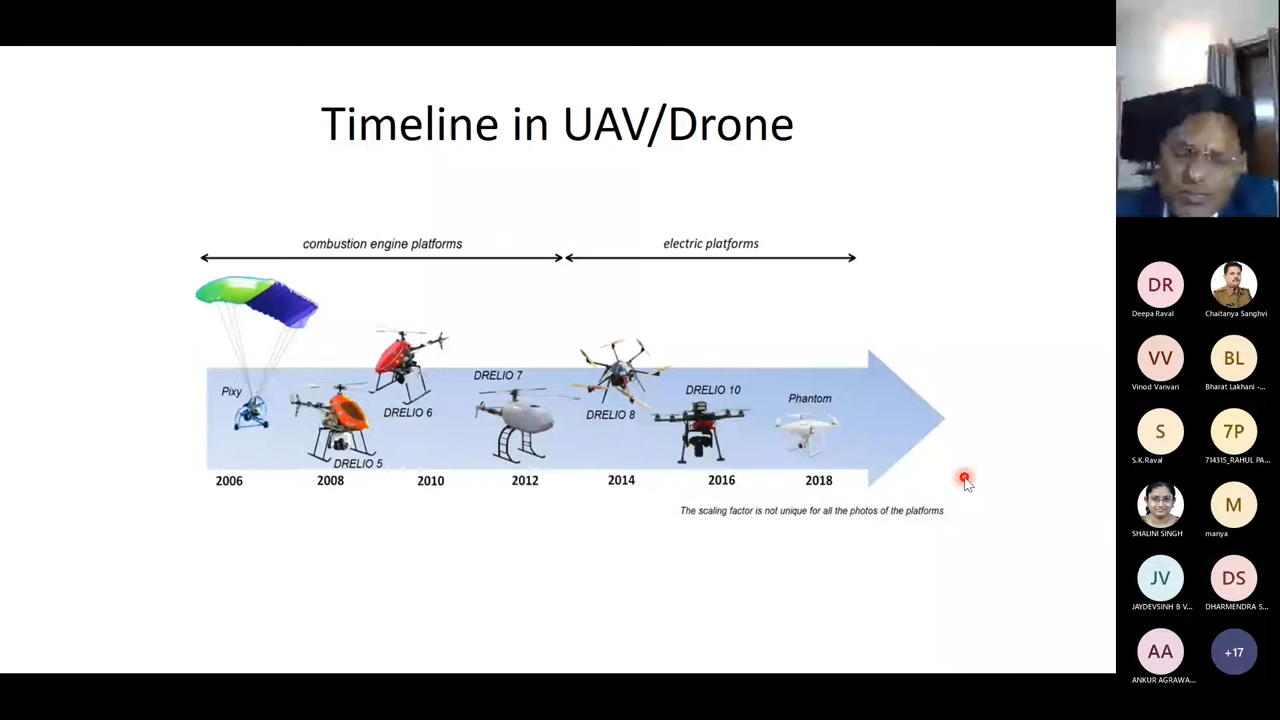 Timeline in UAV/Drone
combustion engine platforms
electric platforms
Pixy
DRELIO 5
DRELIO 6
DRELIO 7
DRELIO 8
DRELIO 10
Phantom
2006
2008
2010
2012
2014
2016
2018
The scaling factor is not unique for all the photos of the platforms
DR
Deepa Raval
Chaitanya Sanghvi
VV
Vinod Vanvari
BL
Bharat Lakhani -...
S
S.K.Raval
7P
714315_RAHUL PA...
SHALINI SINGH
M
manya
JV
JAYDEVSINH B V...
DS
DHARMENDRA S...
AA
ANKUR AGRAWA...
+17